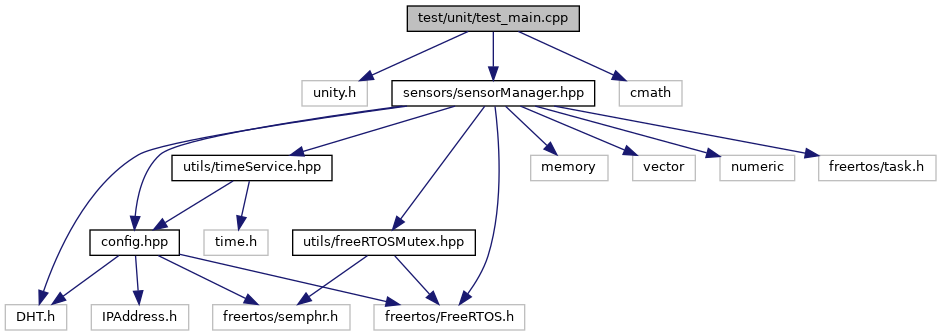 test/unit/test_main.cpp
unity.h
sensors/sensorManager.hpp
cmath
utils/timeService.hpp
memory
vector
numeric
freertos/task.h
config.hpp
time.h
utils/freeRTOSMutex.hpp
DHT.h
IPAddress.h
freertos/semphr.h
freertos/FreeRTOS.h